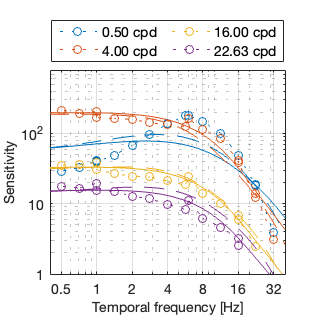 0.50 cpd 16.00 cpd
4.00 cpd 22.63 cpd
10²
10
1
0.5 1 2 4 8 16 32
Sensitivity
Temporal frequency [Hz]